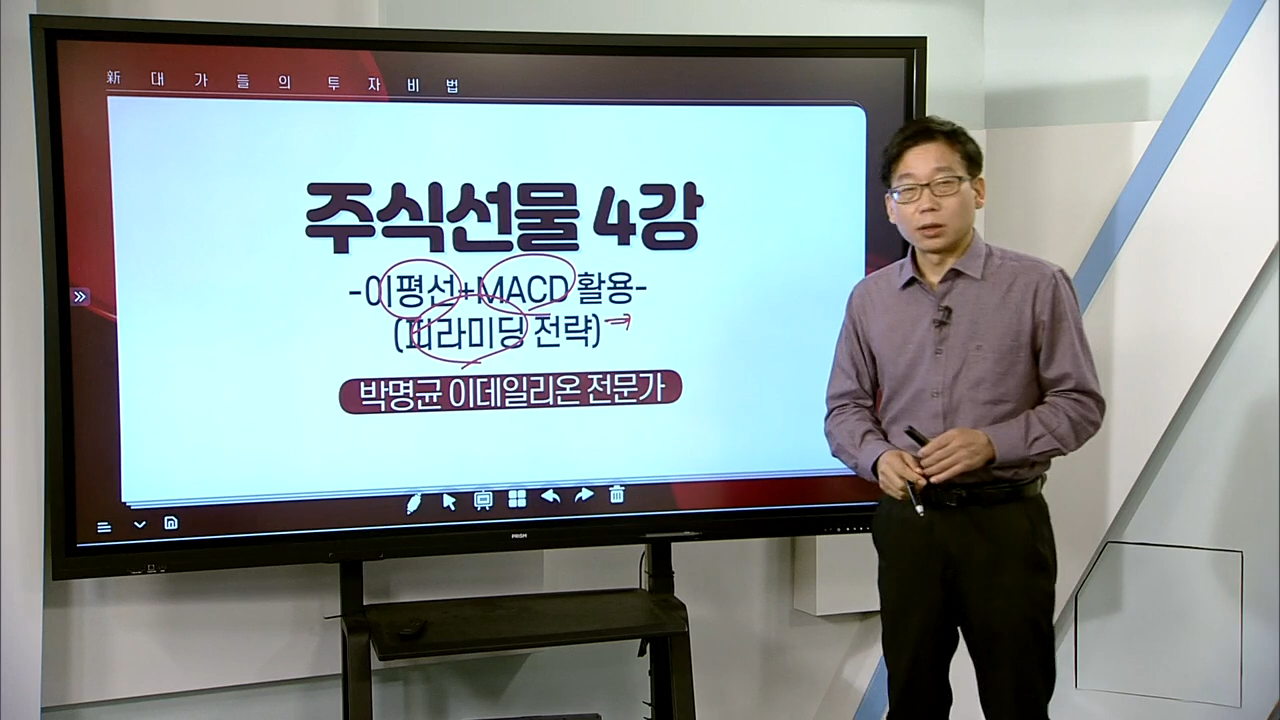 新 대가들의 투자비법
주식선물 4강
-이평선+MACD 활용-
(피라미딩 전략)→
박명균 이데일리온 전문가
PRISM